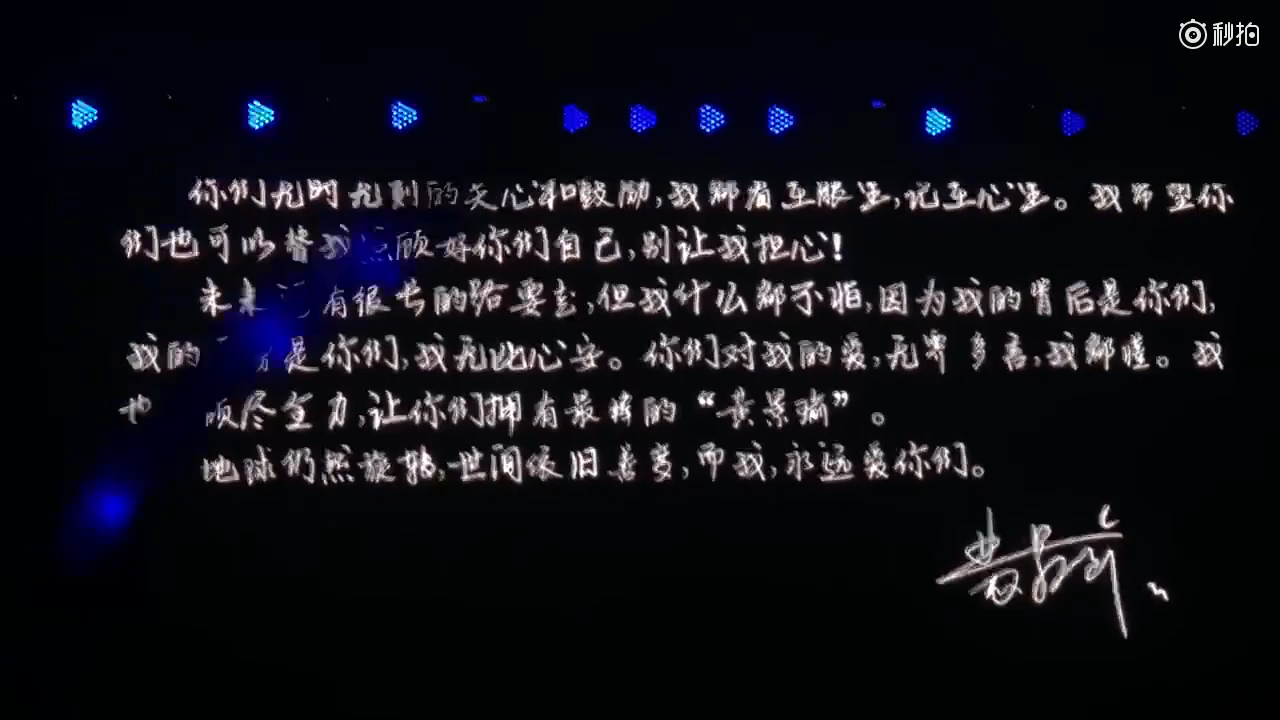 秒拍
你们无时无刻的关心和鼓励,我都看在眼里,记在心里。我希望你
们也可以替我照顾好你们自己,别让我担心!
未来 有很长的路要走,但我什么都不怕,因为我的背后是你们,
我的 是你们,我无比心安。你们对我的爱,无需多言,我都懂。我
也 倾尽全力,让你们拥有最棒的“黄景瑜”。
地球仍然旋转,世间依旧善变,而我,永远爱你们。
黄景瑜